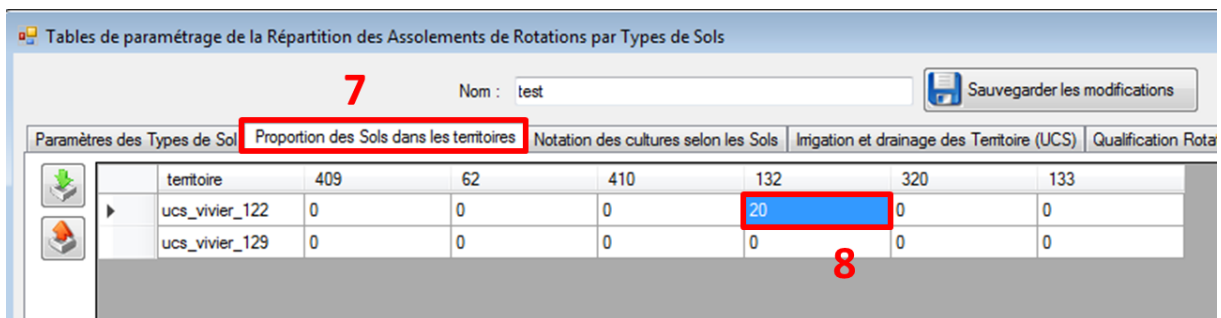 Tables de paramétrage de la Répartition des Assolements de Rotations par Types de Sols
7
Nom : test Sauvegarder les modifications
Paramètres des Types de Sol Proportion des Sols dans les territoires Notation des cultures selon les Sols Irrigation et drainage des Territoire (UCS) Qualification Rota
territoire 409 62 410 132 320 133
ucs_vivier_122 0 0 0 20 0 0
ucs_vivier_129 0 0 0 0 0 0
8